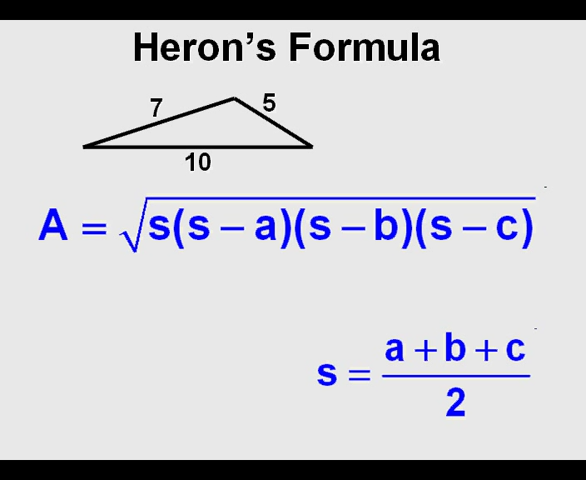 Heron's Formula
7
5
10
A = √s(s – a)(s – b)(s – c)
s = a + b + c
2